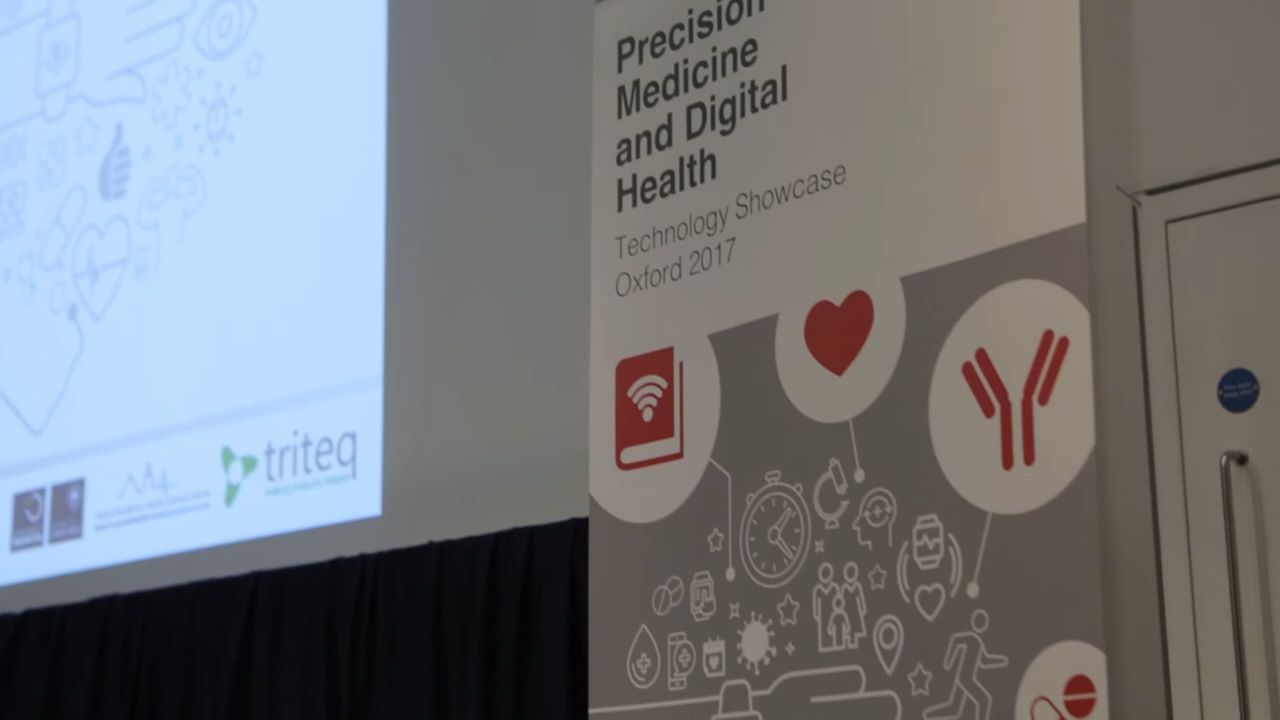 Precision
Medicine
and Digital
Health
Technology Showcase
Oxford 2017
triteq